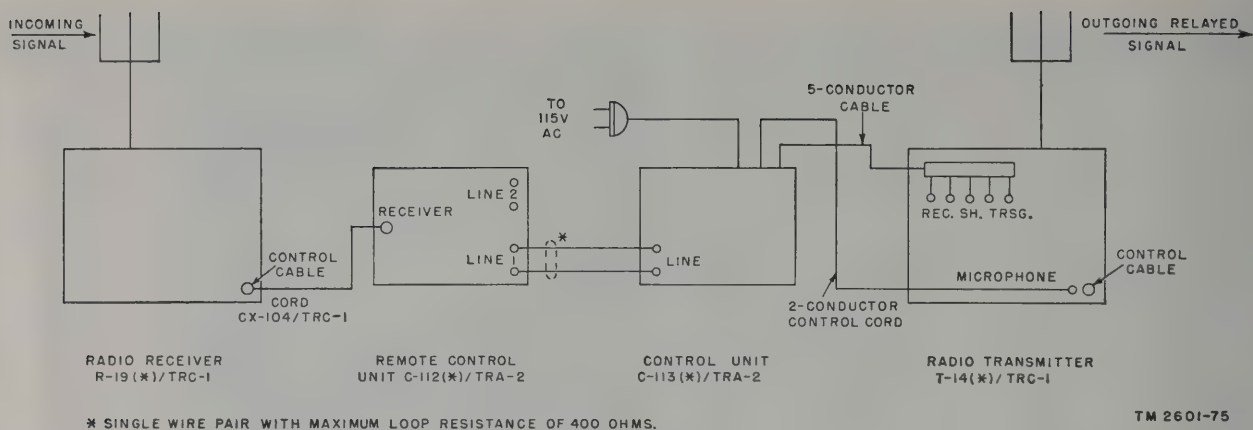 INCOMING
SIGNAL
OUTGOING RELAYED
SIGNAL
5-CONDUCTOR
CABLE
TO
115V
AC
LINE 2
RECEIVER
REC. SH. TRSG.
*
CONTROL
CABLE
LINE
LINE
MICROPHONE
CONTROL
CABLE
CORD
CX-104/TRC-1
2-CONDUCTOR
CONTROL CORD
RADIO RECEIVER
R-19(*)/TRC-1
REMOTE CONTROL
UNIT C-112(*)/TRA-2
CONTROL UNIT
C-113(*)/TRA-2
RADIO TRANSMITTER
T-14(*)/TRC-1
* SINGLE WIRE PAIR WITH MAXIMUM LOOP RESISTANCE OF 400 OHMS.
TM 2601-75